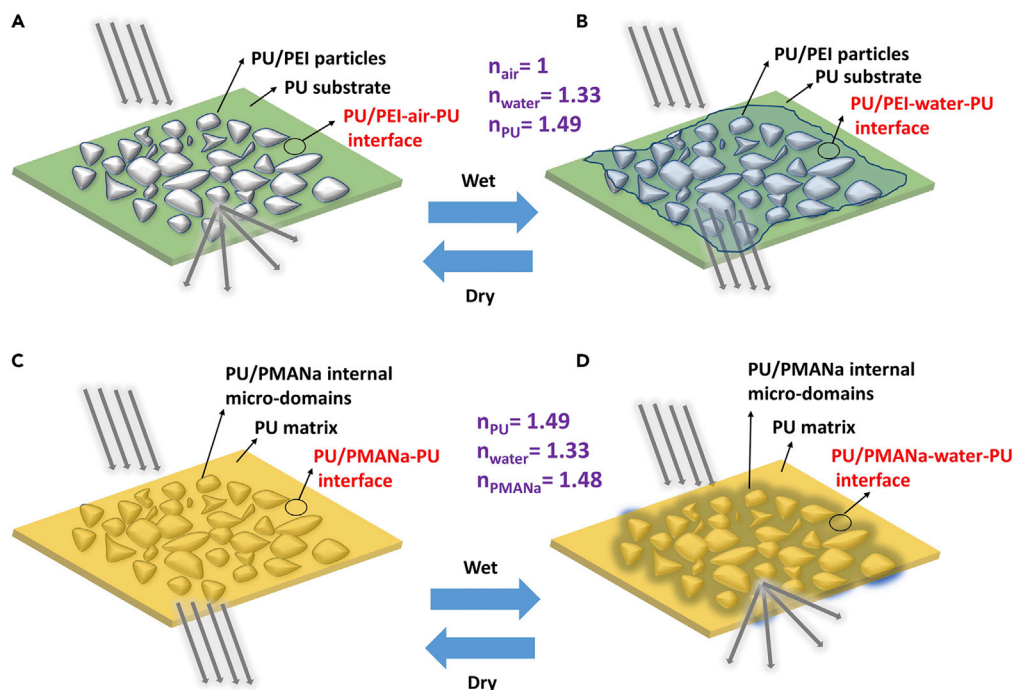 A
PU/PEI particles
PU substrate
PU/PEI-air-PU
interface
n_air= 1
n_water= 1.33
n_PU= 1.49
Wet
Dry
B
PU/PEI particles
PU substrate
PU/PEI-water-PU
interface
C
PU/PMANa internal
micro-domains
PU matrix
PU/PMANa-PU
interface
n_PU= 1.49
n_water= 1.33
n_PMANa= 1.48
Wet
Dry
D
PU/PMANa internal
micro-domains
PU matrix
PU/PMANa-water-PU
interface